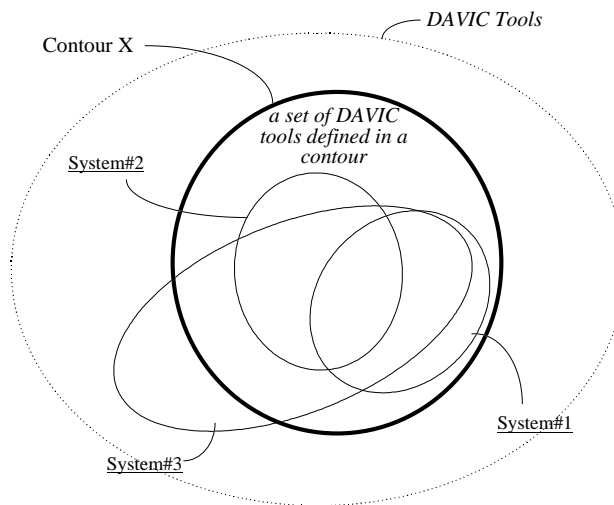 DAVIC Tools
Contour X
a set of DAVIC
tools defined in a
contour
System#2
System#1
System#3